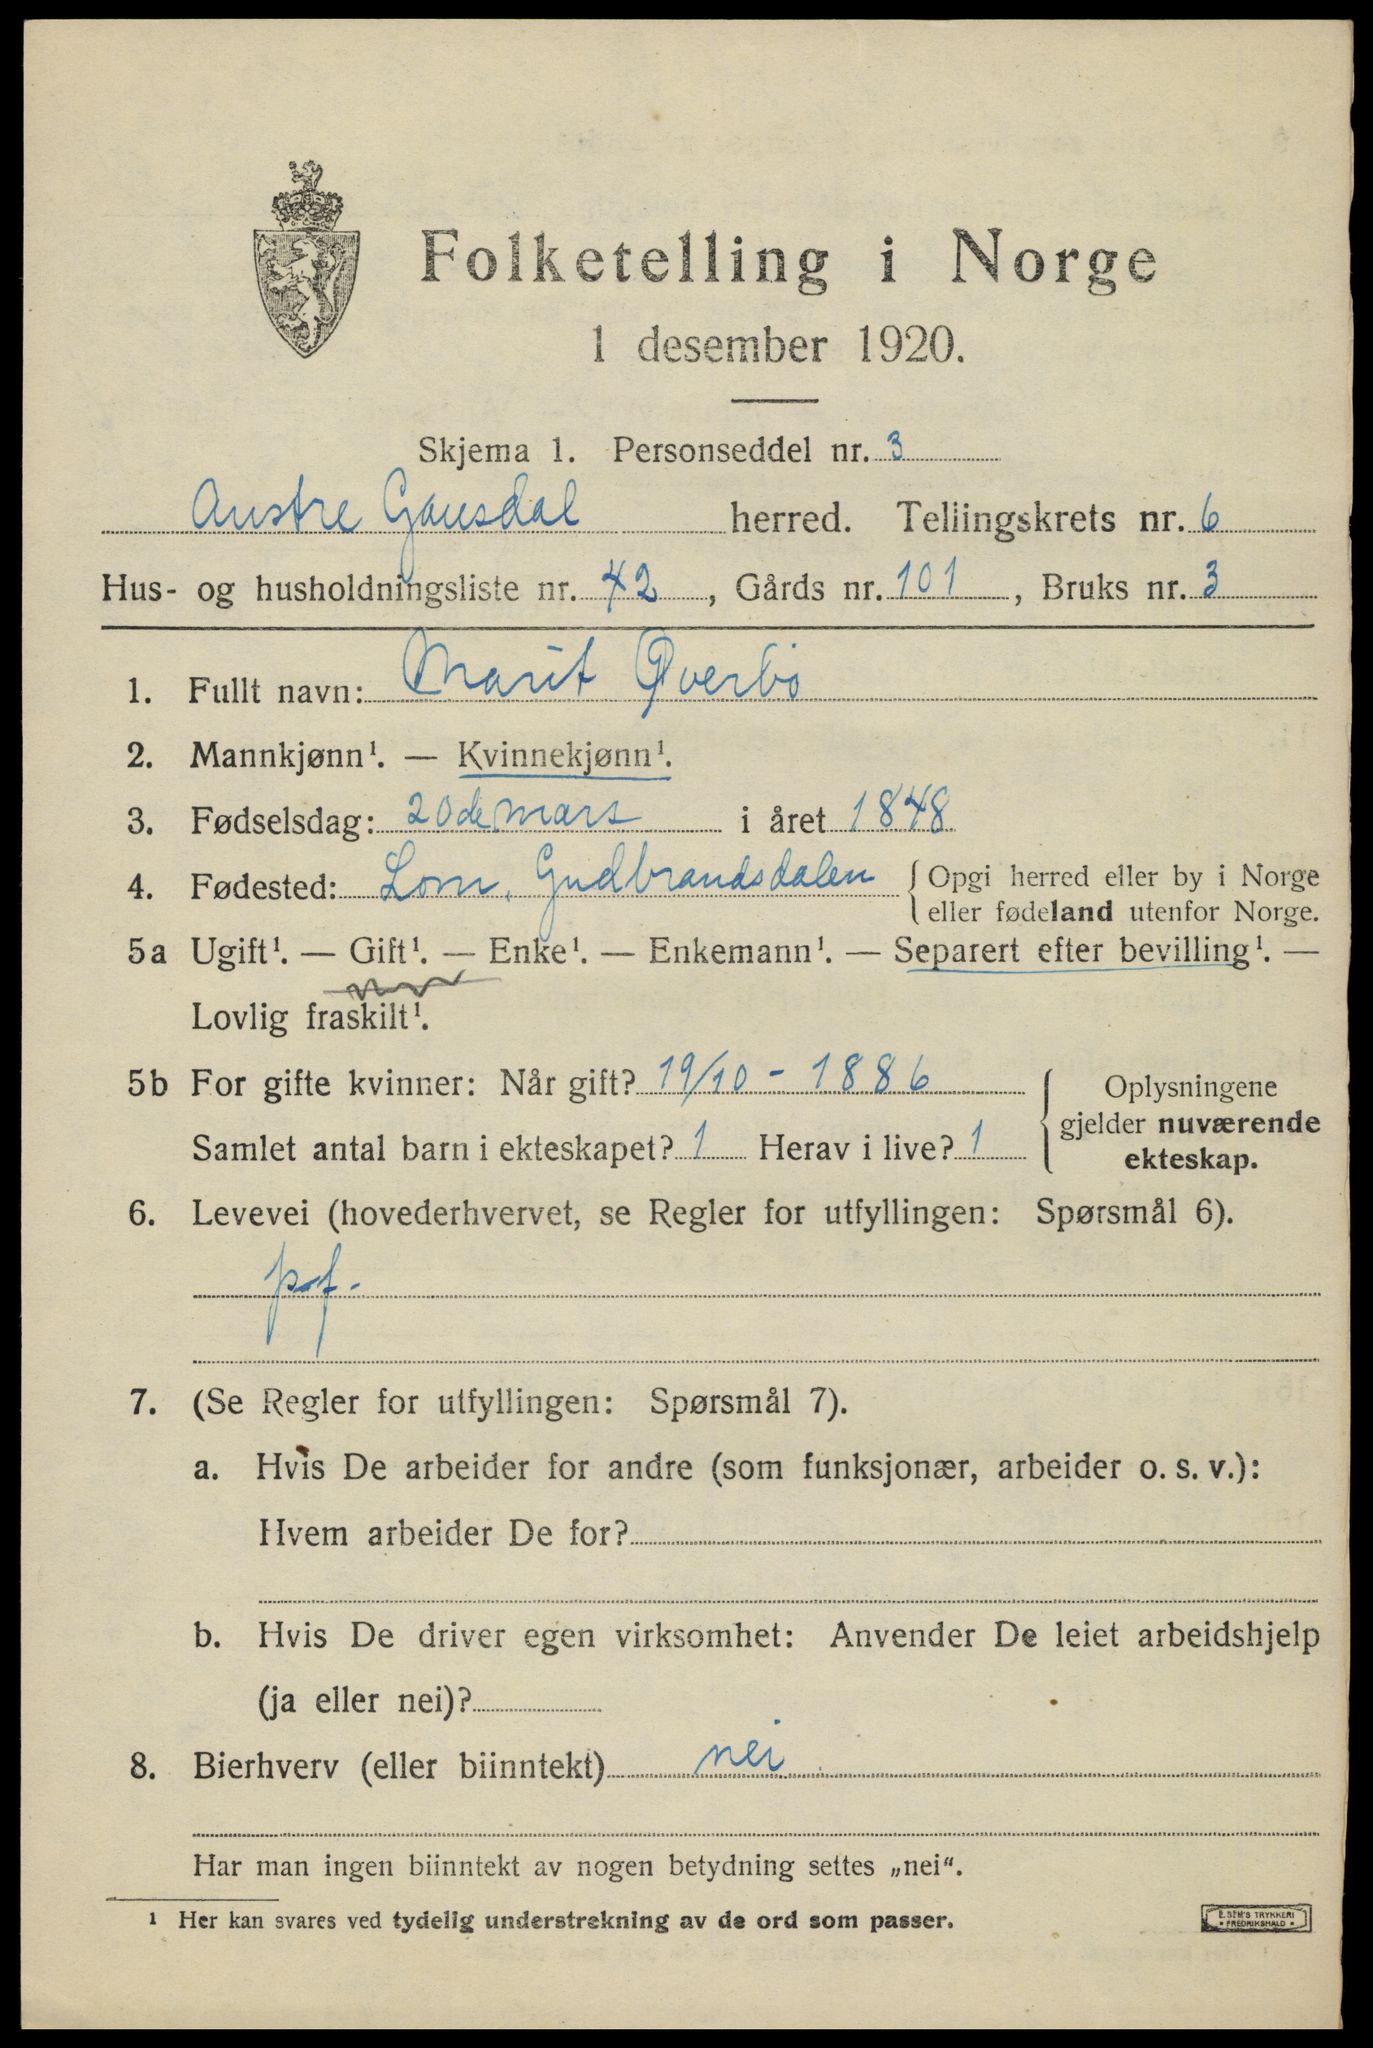 Folketelling i Norge
1 desember 1920.
Skjema 1. Personseddel nr. 3
Austre Gausdal herred. Tellingskrets nr. 6
Hus- og husholdningsliste nr. 42, Gårds nr. 101, Bruks nr. 3
1. Fullt navn: Marit Øverbö
2. Mannkjønn¹. — Kvinnekjønn¹.
3. Fødselsdag: 20de mars i året 1848
4. Fødested: Lom, Gudbrandsdalen { Opgi herred eller by i Norge
eller fødeland utenfor Norge.
5a Ugift¹. — Gift¹. — Enke¹. — Enkemann¹. — Separert efter bevilling¹. —
Lovlig fraskilt¹.
5b For gifte kvinner: Når gift? 19/10 - 1886
Samlet antal barn i ekteskapet? 1 Herav i live? 1
{ Oplysningene
gjelder nuværende
ekteskap.
6. Levevei (hovederhvervet, se Regler for utfyllingen: Spørsmål 6).
7. (Se Regler for utfyllingen: Spørsmål 7).
a. Hvis De arbeider for andre (som funksjonær, arbeider o. s. v.):
Hvem arbeider De for?
b. Hvis De driver egen virksomhet: Anvender De leiet arbeidshjelp
(ja eller nei)?
8. Bierhverv (eller biinntekt) nei.
Har man ingen biinntekt av nogen betydning settes „nei“.
¹ Her kan svares ved tydelig understrekning av de ord som passer.
E. SEM'S TRYKKERI
• FREDRIKSHALD •